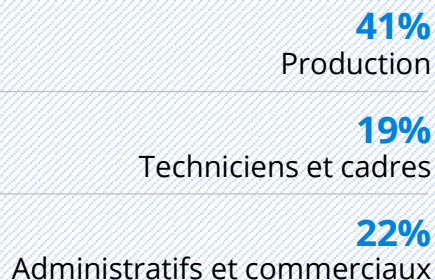 41%
Production
19%
Techniciens et cadres
22%
Administratifs et commerciaux